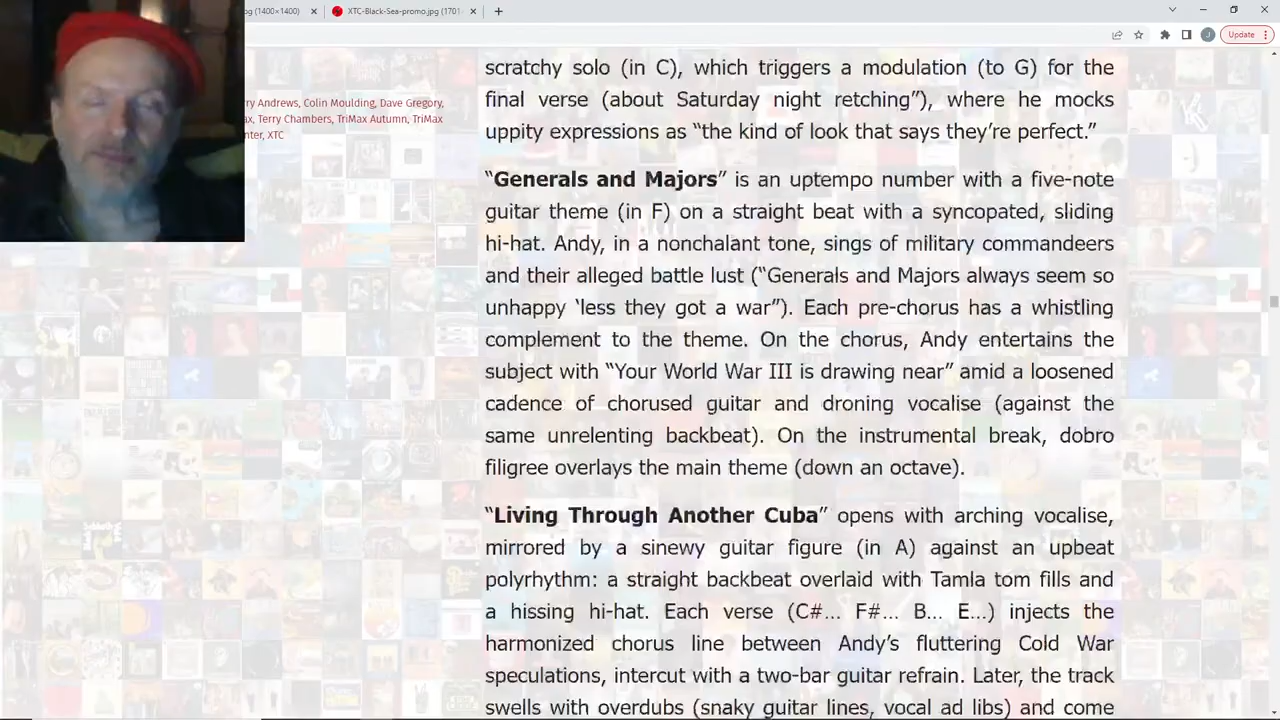 pg (1400×1400)
XTC-Black-Sea-promo.jpg (1701
Update
ry Andrews, Colin Moulding, Dave Gregory,
ax, Terry Chambers, TriMax Autumn, TriMax
nter, XTC
scratchy solo (in C), which triggers a modulation (to G) for the
final verse (about Saturday night retching”), where he mocks
uppity expressions as “the kind of look that says they’re perfect.”
“Generals and Majors” is an uptempo number with a five-note
guitar theme (in F) on a straight beat with a syncopated, sliding
hi-hat. Andy, in a nonchalant tone, sings of military commandeers
and their alleged battle lust (“Generals and Majors always seem so
unhappy ‘less they got a war”). Each pre-chorus has a whistling
complement to the theme. On the chorus, Andy entertains the
subject with “Your World War III is drawing near” amid a loosened
cadence of chorused guitar and droning vocalise (against the
same unrelenting backbeat). On the instrumental break, dobro
filigree overlays the main theme (down an octave).
“Living Through Another Cuba” opens with arching vocalise,
mirrored by a sinewy guitar figure (in A) against an upbeat
polyrhythm: a straight backbeat overlaid with Tamla tom fills and
a hissing hi-hat. Each verse (C#… F#… B… E…) injects the
harmonized chorus line between Andy’s fluttering Cold War
speculations, intercut with a two-bar guitar refrain. Later, the track
swells with overdubs (snaky guitar lines, vocal ad libs) and come